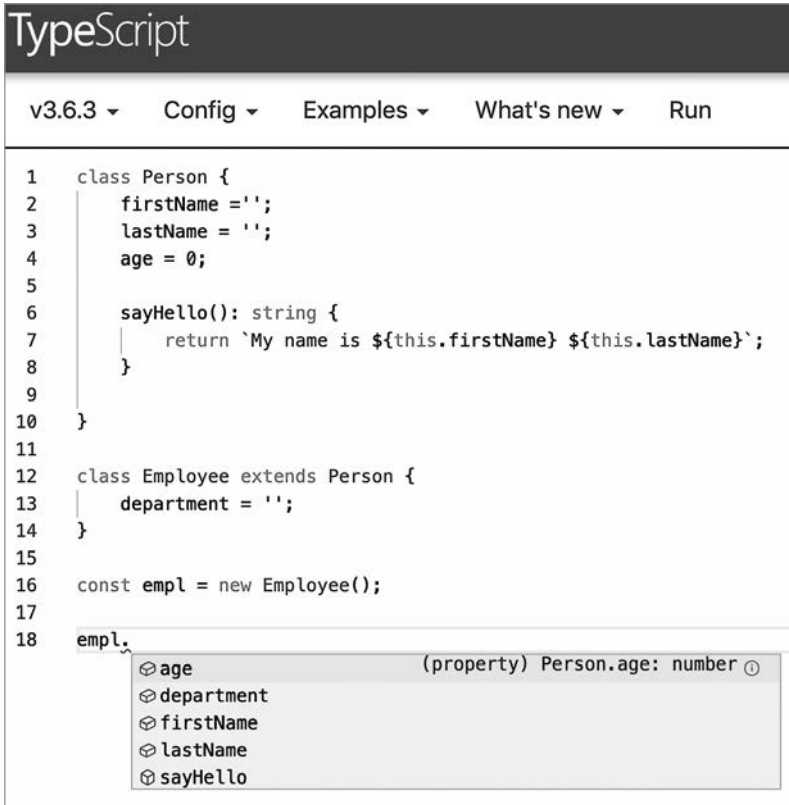 TypeScript
v3.6.3 Config Examples What's new Run
1 class Person {
2 firstName ='';
3 lastName = '';
4 age = 0;
5
6 sayHello(): string {
7 return `My name is ${this.firstName} ${this.lastName}`;
8 }
9
10 }
11
12 class Employee extends Person {
13 department = '';
14 }
15
16 const empl = new Employee();
17
18 empl.
age (property) Person.age: number
department
firstName
lastName
sayHello